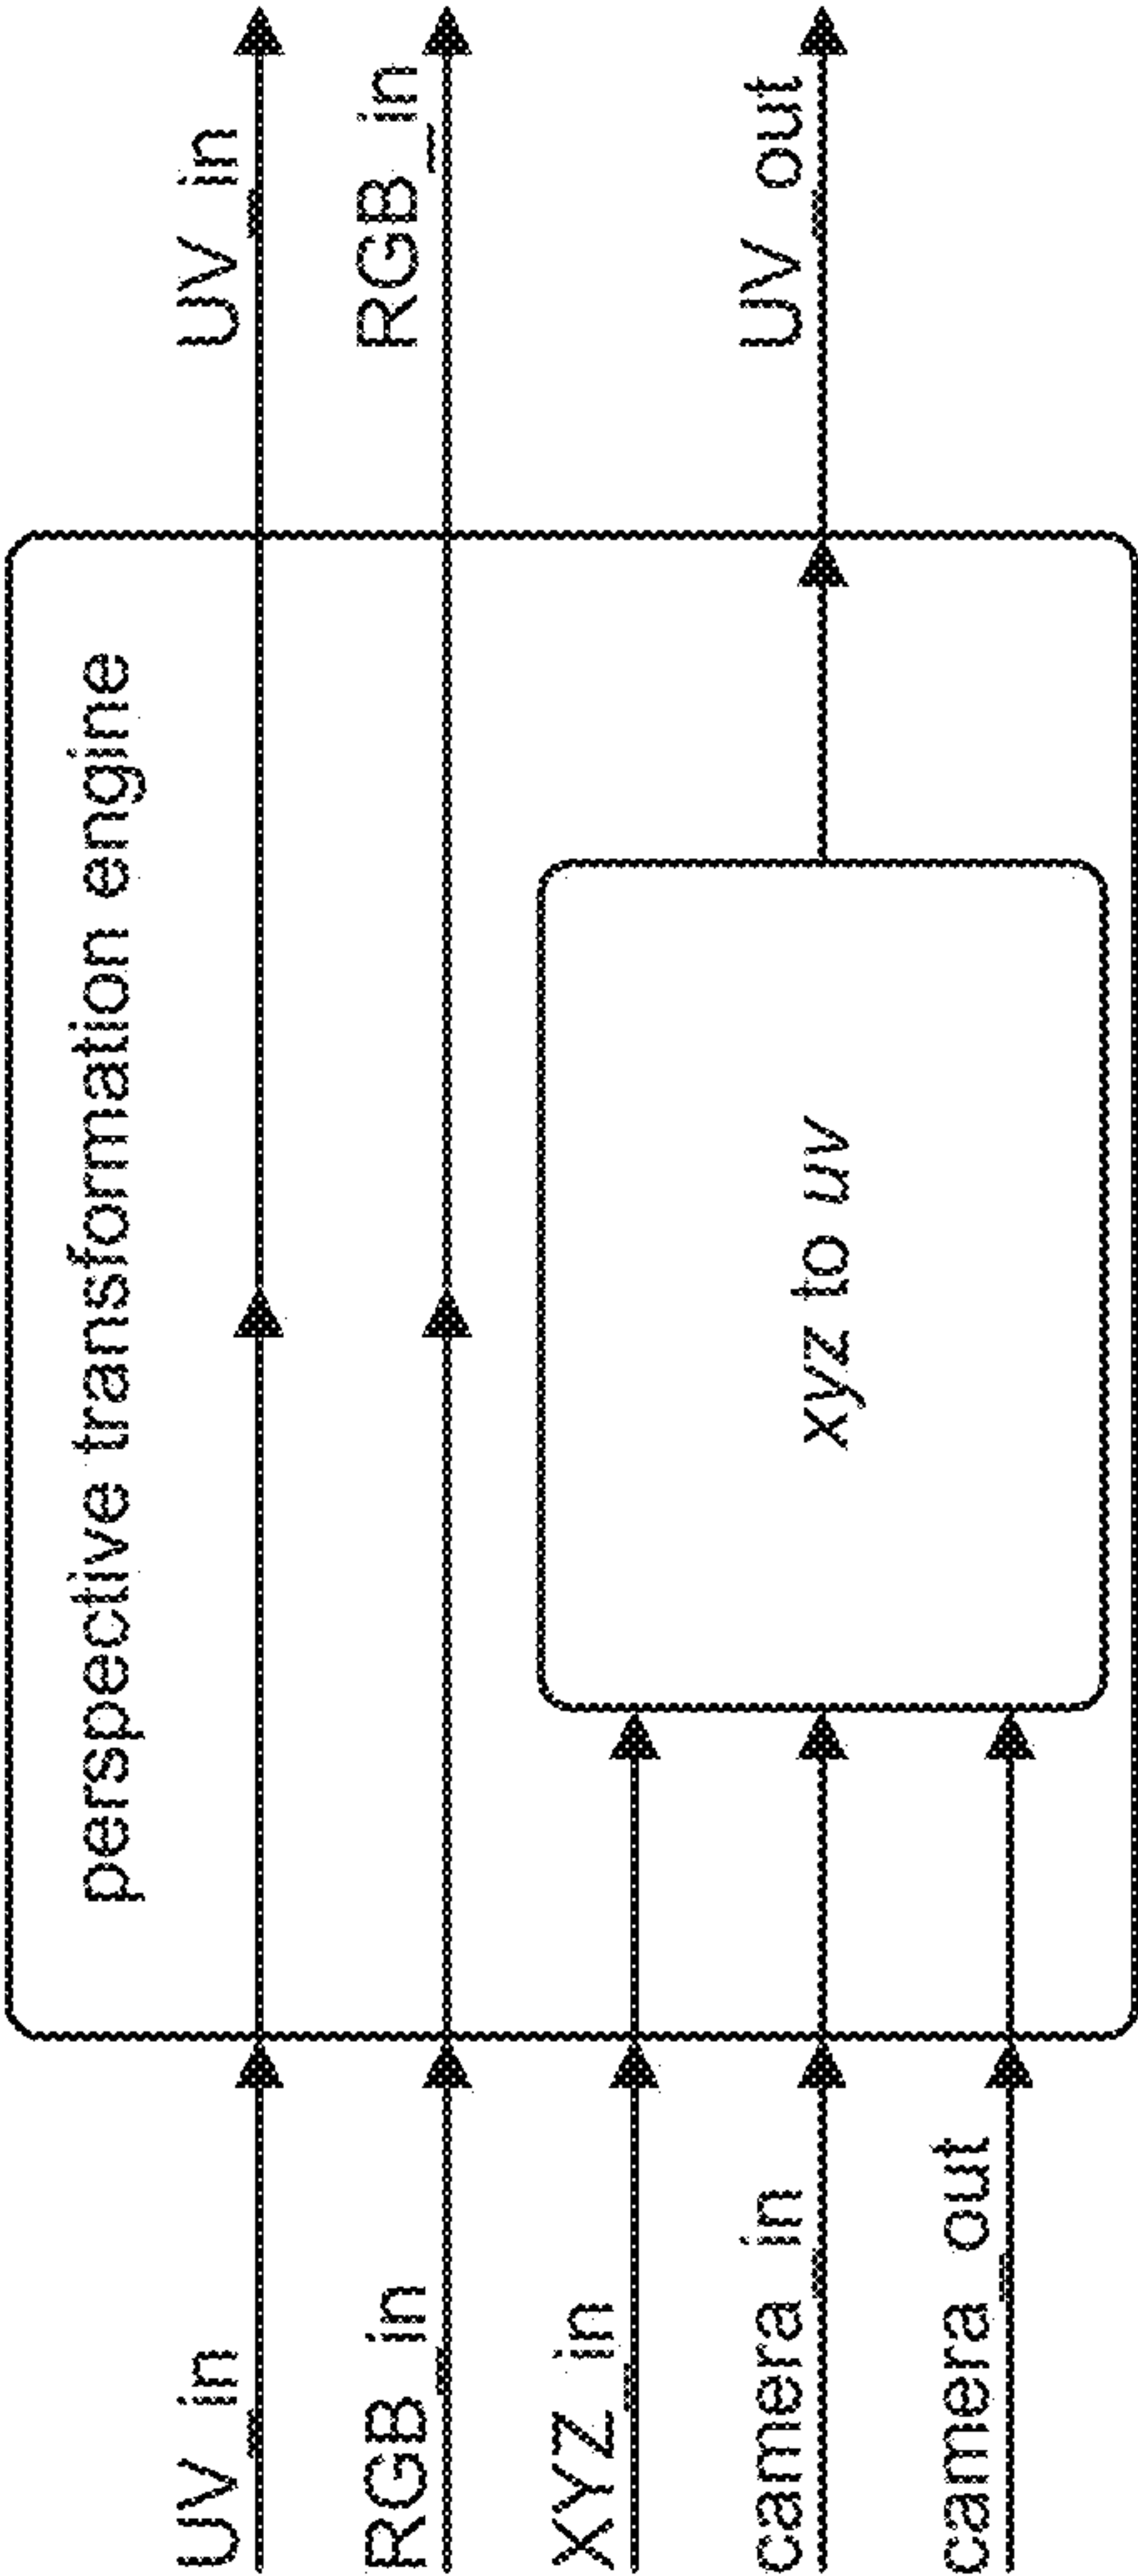 perspective transformation engine
UV_in
RGB_in
XYZ_in
camera_in
camera_out
xyz to uv
UV_in
RGB_in
UV_out